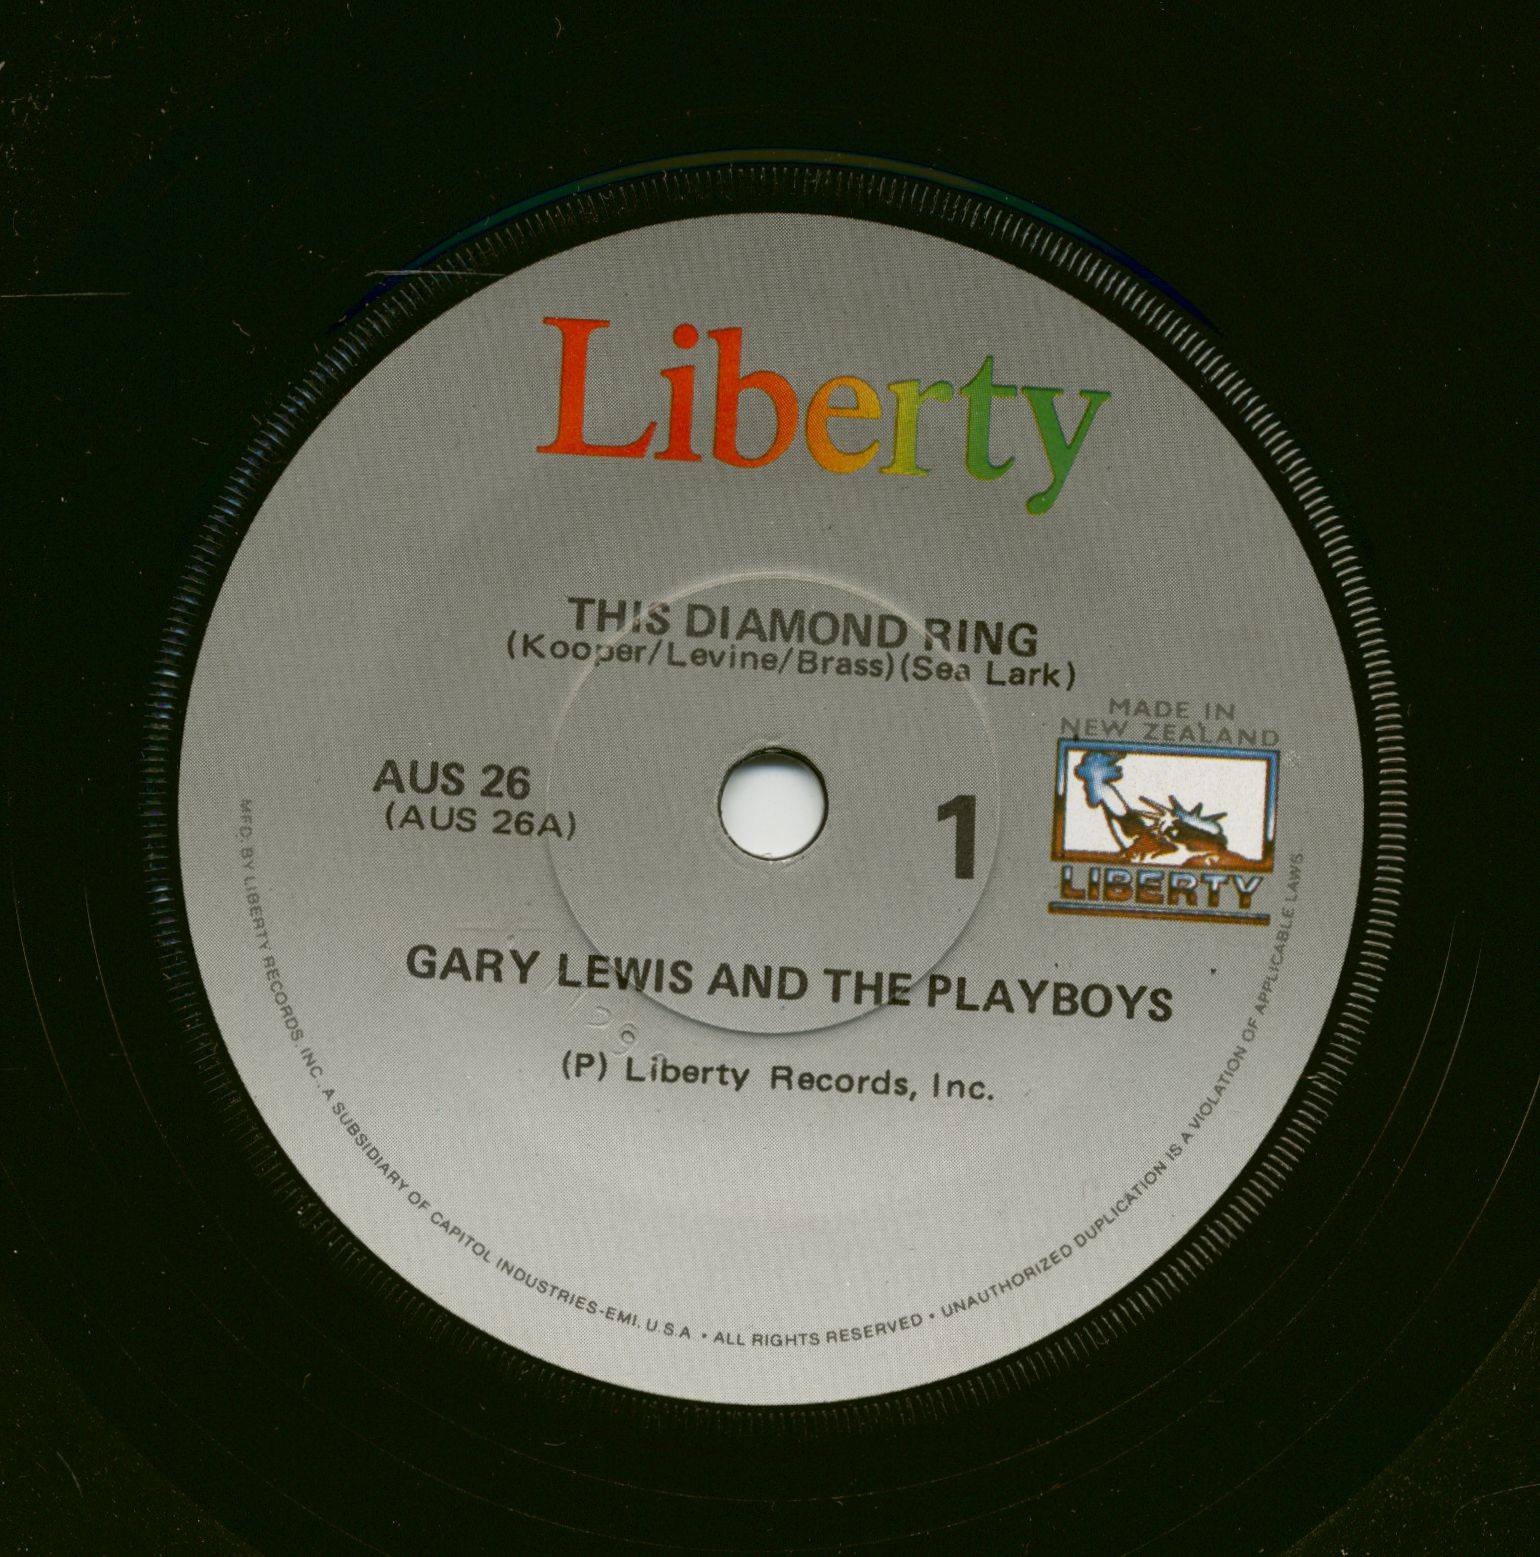 Liberty
THIS DIAMOND RING
(Kooper/Levine/Brass)(Sea Lark)
MADE IN
NEW ZEALAND
AUS 26
(AUS 26A)
1
LIBERTY
GARY LEWIS AND THE PLAYBOYS
(P) Liberty Records, Inc.
MFD. BY LIBERTY RECORDS, INC., A SUBSIDIARY OF CAPITOL INDUSTRIES-EMI, U.S.A • ALL RIGHTS RESERVED • UNAUTHORIZED DUPLICATION IS A VIOLATION OF APPLICABLE LAWS.